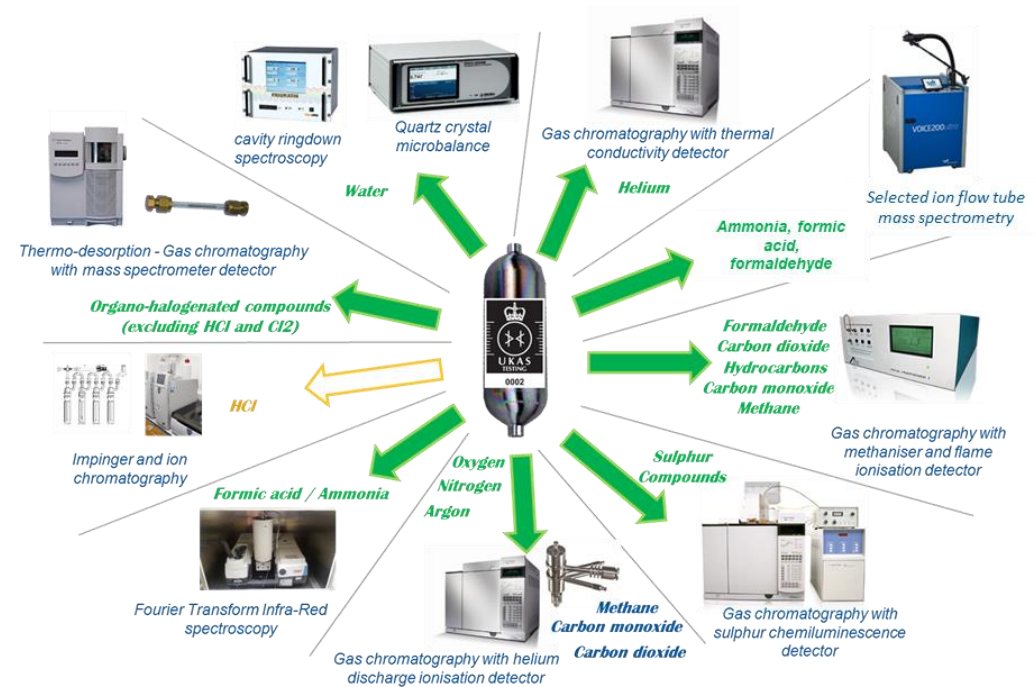 cavity ringdown
spectroscopy
Quartz crystal
microbalance
Water
Gas chromatography with thermal
conductivity detector
Helium
VOICE200ultra
Selected ion flow tube
mass spectrometry
Ammonia, formic
acid,
formaldehyde
Thermo-desorption - Gas chromatography
with mass spectrometer detector
Organo-halogenated compounds
(excluding HCl and Cl2)
UKAS
TESTING
0002
Formaldehyde
Carbon dioxide
Hydrocarbons
Carbon monoxide
Methane
Gas chromatography with
methaniser and flame
ionisation detector
HCl
Impinger and ion
chromatography
Formic acid / Ammonia
Fourier Transform Infra-Red
spectroscopy
Oxygen
Nitrogen
Argon
Methane
Carbon monoxide
Carbon dioxide
Gas chromatography with helium
discharge ionisation detector
Sulphur
Compounds
Gas chromatography with
sulphur chemiluminescence
detector